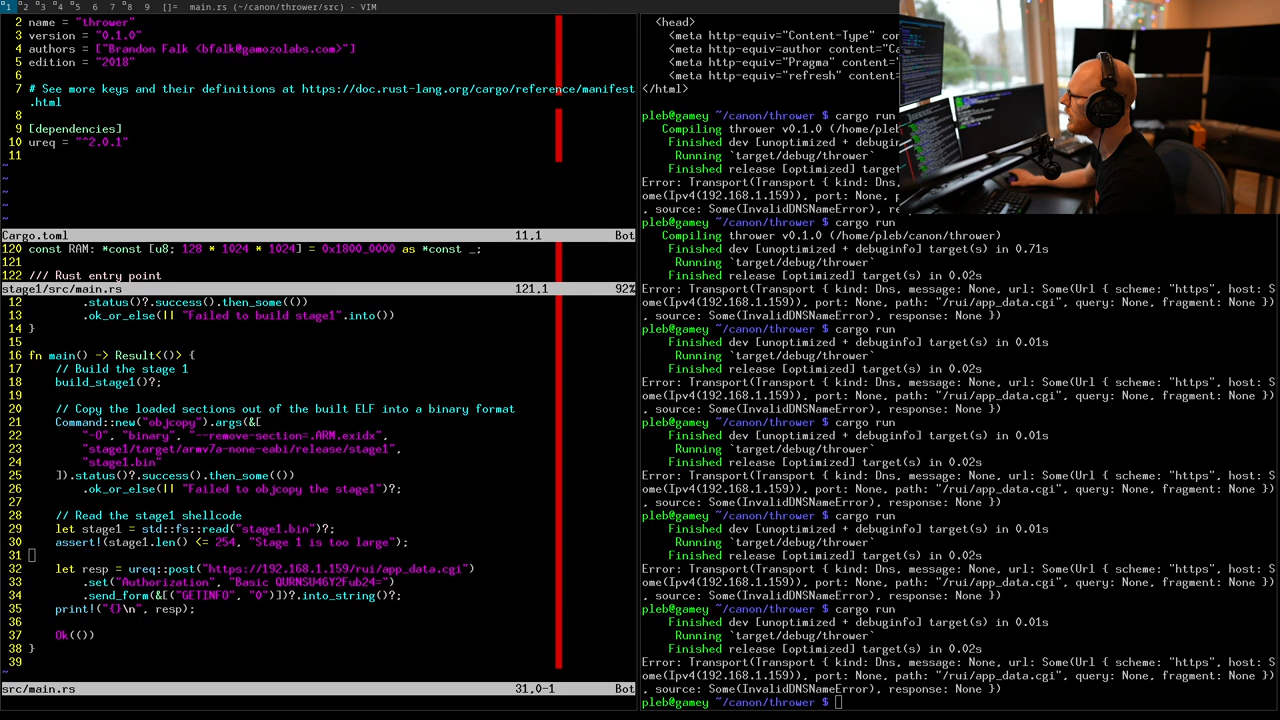 1 2 3 4 5 6 7 8 9 []= main.rs (~/canon/thrower/src) - VIM
2 name = "thrower"
3 version = "0.1.0"
4 authors = ["Brandon Falk <bfalk@gamozolabs.com>"]
5 edition = "2018"
6
7 # See more keys and their definitions at https://doc.rust-lang.org/cargo/reference/manifest
.html
8
9 [dependencies]
10 ureq = "^2.0.1"
11
~
~
~
~
~
Cargo.toml 11,1 Bot
120 const RAM: *const [u8; 128 * 1024 * 1024] = 0x1800_0000 as *const _;
121
122 /// Rust entry point
stage1/src/main.rs 121,1 92%
12 .status()?.success().then_some(())
13 .ok_or_else(|| "Failed to build stage1".into())
14 }
15
16 fn main() -> Result<()> {
17 // Build the stage 1
18 build_stage1()?;
19
20 // Copy the loaded sections out of the built ELF into a binary format
21 Command::new("objcopy").args(&[
22 "-O", "binary", "--remove-section=.ARM.exidx",
23 "stage1/target/armv7a-none-eabi/release/stage1",
24 "stage1.bin"
25 ]).status()?.success().then_some(())
26 .ok_or_else(|| "Failed to objcopy the stage1")?;
27
28 // Read the stage1 shellcode
29 let stage1 = std::fs::read("stage1.bin")?;
30 assert!(stage1.len() <= 254, "Stage 1 is too large");
31
32 let resp = ureq::post("https://192.168.1.159/rui/app_data.cgi")
33 .set("Authorization", "Basic QURNSU46Y2Fub24=")
34 .send_form(&[("GETINFO", "0")])?.into_string()?;
35 print!("{}\n", resp);
36
37 Ok(())
38 }
39
~
src/main.rs 31,0-1 Bot
<head>
<meta http-equiv="Content-Type" co
<meta http-equiv=author content="Ca
<meta http-equiv="Pragma" content=
<meta http-equiv="refresh" content
</html>
pleb@gamey ~/canon/thrower $ cargo run
Compiling thrower v0.1.0 (/home/pleb
Finished dev [unoptimized + debugin
Running `target/debug/thrower`
Finished release [optimized] target
Error: Transport(Transport { kind: Dns,
ome(Ipv4(192.168.1.159)), port: None, p
, source: Some(InvalidDNSNameError), re
pleb@gamey ~/canon/thrower $ cargo run
Compiling thrower v0.1.0 (/home/pleb/canon/thrower)
Finished dev [unoptimized + debuginfo] target(s) in 0.71s
Running `target/debug/thrower`
Finished release [optimized] target(s) in 0.02s
Error: Transport(Transport { kind: Dns, message: None, url: Some(Url { scheme: "https", host: S
ome(Ipv4(192.168.1.159)), port: None, path: "/rui/app_data.cgi", query: None, fragment: None })
, source: Some(InvalidDNSNameError), response: None })
pleb@gamey ~/canon/thrower $ cargo run
Finished dev [unoptimized + debuginfo] target(s) in 0.01s
Running `target/debug/thrower`
Finished release [optimized] target(s) in 0.02s
Error: Transport(Transport { kind: Dns, message: None, url: Some(Url { scheme: "https", host: S
ome(Ipv4(192.168.1.159)), port: None, path: "/rui/app_data.cgi", query: None, fragment: None })
, source: Some(InvalidDNSNameError), response: None })
pleb@gamey ~/canon/thrower $ cargo run
Finished dev [unoptimized + debuginfo] target(s) in 0.01s
Running `target/debug/thrower`
Finished release [optimized] target(s) in 0.02s
Error: Transport(Transport { kind: Dns, message: None, url: Some(Url { scheme: "https", host: S
ome(Ipv4(192.168.1.159)), port: None, path: "/rui/app_data.cgi", query: None, fragment: None })
, source: Some(InvalidDNSNameError), response: None })
pleb@gamey ~/canon/thrower $ cargo run
Finished dev [unoptimized + debuginfo] target(s) in 0.01s
Running `target/debug/thrower`
Finished release [optimized] target(s) in 0.02s
Error: Transport(Transport { kind: Dns, message: None, url: Some(Url { scheme: "https", host: S
ome(Ipv4(192.168.1.159)), port: None, path: "/rui/app_data.cgi", query: None, fragment: None })
, source: Some(InvalidDNSNameError), response: None })
pleb@gamey ~/canon/thrower $ cargo run
Finished dev [unoptimized + debuginfo] target(s) in 0.01s
Running `target/debug/thrower`
Finished release [optimized] target(s) in 0.02s
Error: Transport(Transport { kind: Dns, message: None, url: Some(Url { scheme: "https", host: S
ome(Ipv4(192.168.1.159)), port: None, path: "/rui/app_data.cgi", query: None, fragment: None })
, source: Some(InvalidDNSNameError), response: None })
pleb@gamey ~/canon/thrower $